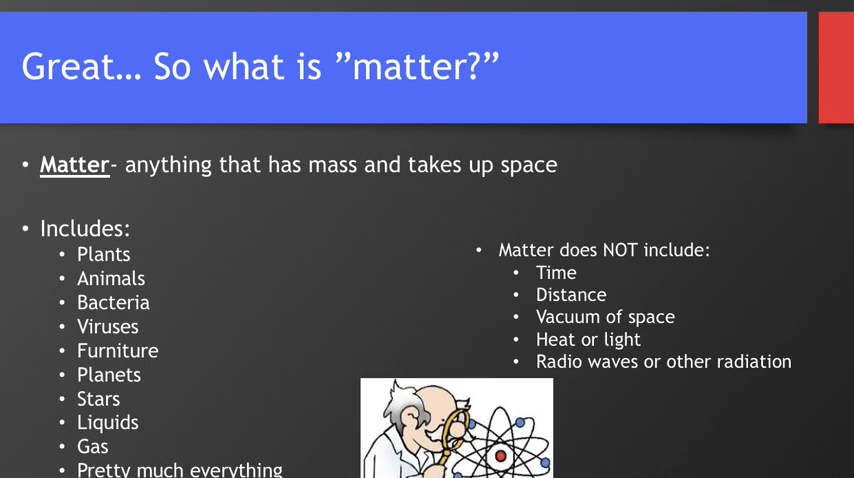 Great... So what is ”matter?”
• Matter- anything that has mass and takes up space
• Includes:
• Plants
• Animals
• Bacteria
• Viruses
• Furniture
• Planets
• Stars
• Liquids
• Gas
• Pretty much everything
• Matter does NOT include:
• Time
• Distance
• Vacuum of space
• Heat or light
• Radio waves or other radiation